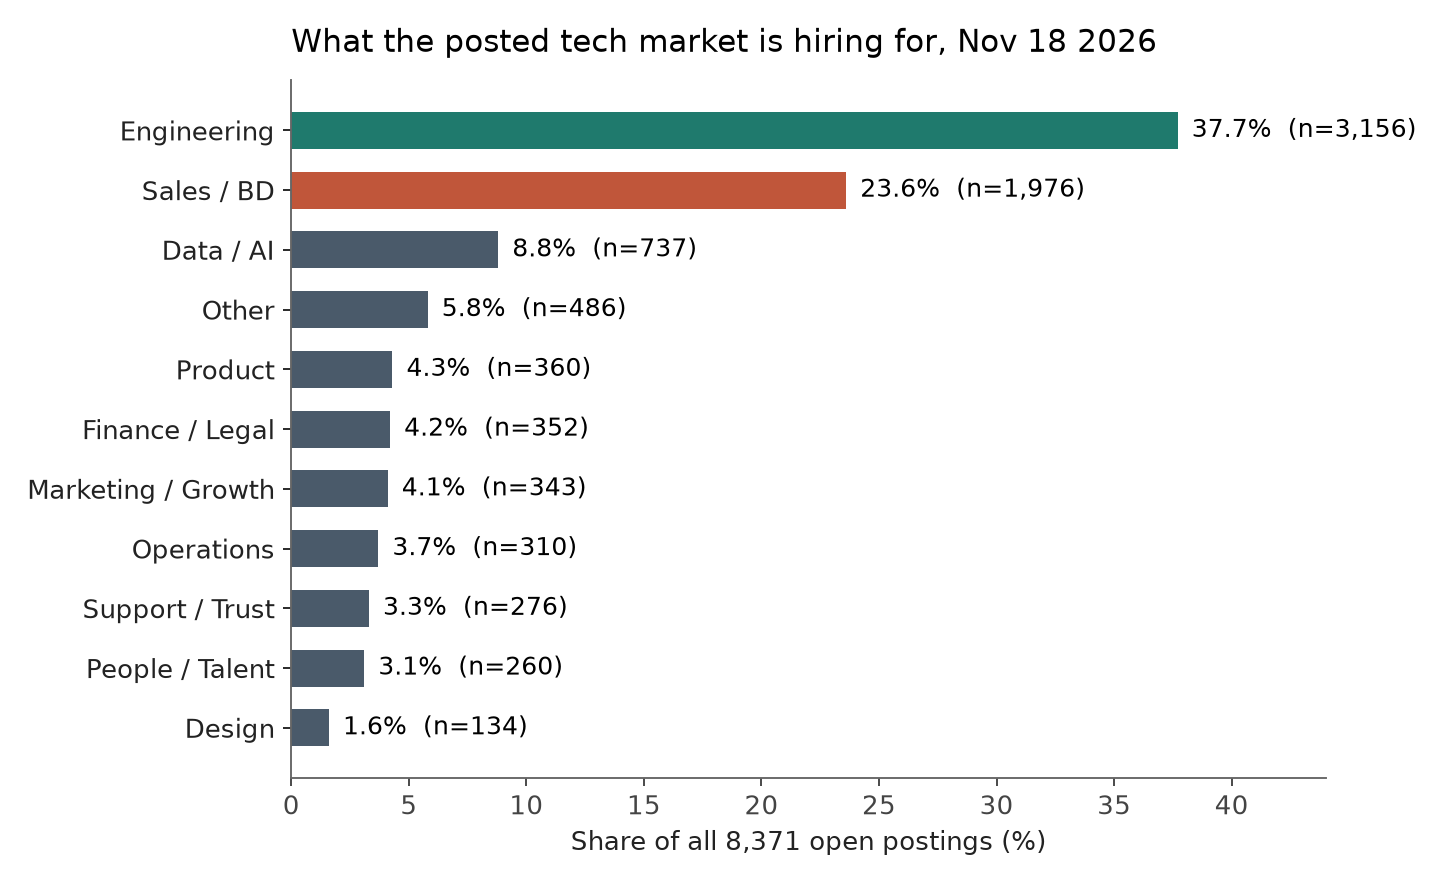 What the posted tech market is hiring for, Nov 18 2026
Engineering 37.7% (n=3,156)
Sales / BD 23.6% (n=1,976)
Data / AI 8.8% (n=737)
Other 5.8% (n=486)
Product 4.3% (n=360)
Finance / Legal 4.2% (n=352)
Marketing / Growth 4.1% (n=343)
Operations 3.7% (n=310)
Support / Trust 3.3% (n=276)
People / Talent 3.1% (n=260)
Design 1.6% (n=134)
0 5 10 15 20 25 30 35 40
Share of all 8,371 open postings (%)